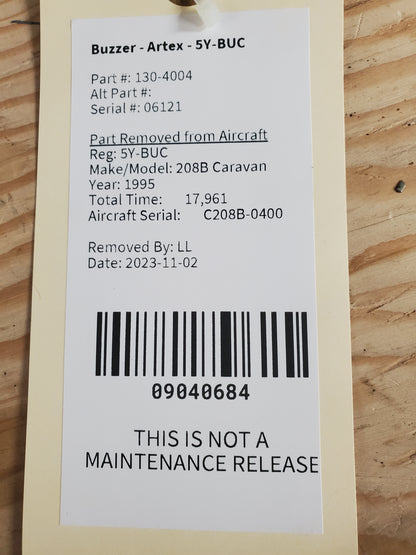 Buzzer - Artex - 5Y-BUC
Part #: 130-4004
Alt Part #:
Serial #: 06121
Part Removed from Aircraft
Reg: 5Y-BUC
Make/Model: 208B Caravan
Year: 1995
Total Time: 17,961
Aircraft Serial: C208B-0400
Removed By: LL
Date: 2023-11-02
09040684
THIS IS NOT A
MAINTENANCE RELEASE